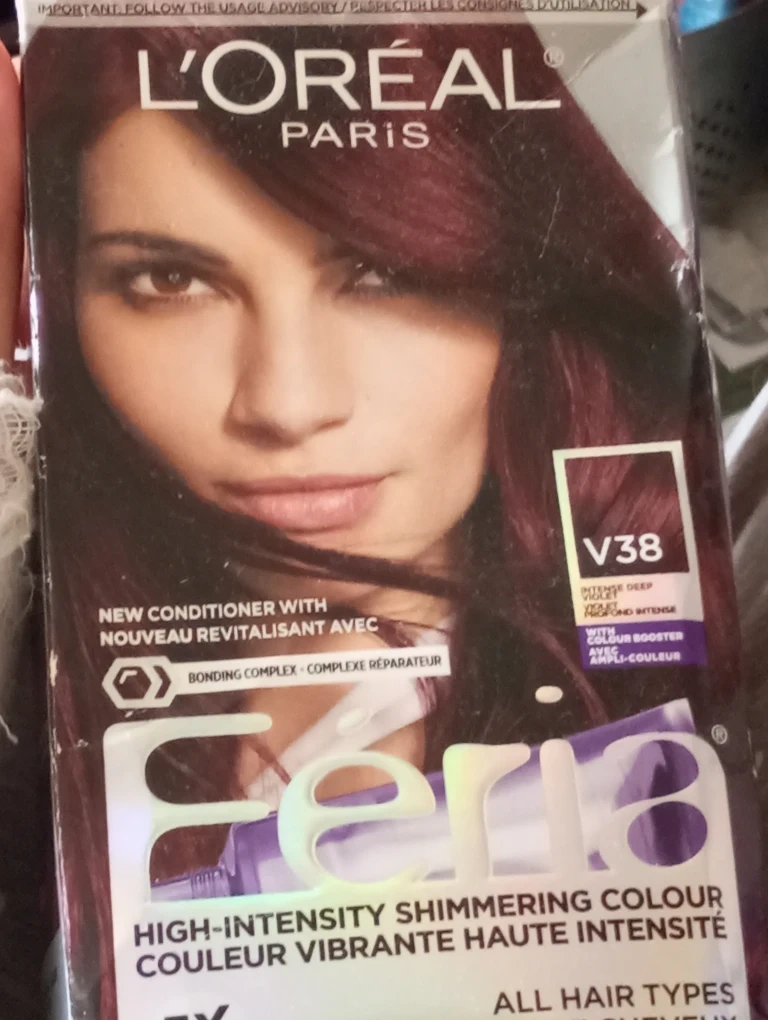 IMPORTANT: FOLLOW THE USAGE ADVISORY / RESPECTER LES CONSIGNES D'UTILISATION
L'ORÉAL®
PARiS
V38
INTENSE DEEP
VIOLET
VIOLET
PROFOND INTENSE
WITH
COLOUR BOOSTER
AVEC
AMPLI-COULEUR
NEW CONDITIONER WITH
NOUVEAU REVITALISANT AVEC
BONDING COMPLEX - COMPLEXE RÉPARATEUR
Féria®
HIGH-INTENSITY SHIMMERING COLOUR
COULEUR VIBRANTE HAUTE INTENSITÉ
ALL HAIR TYPES